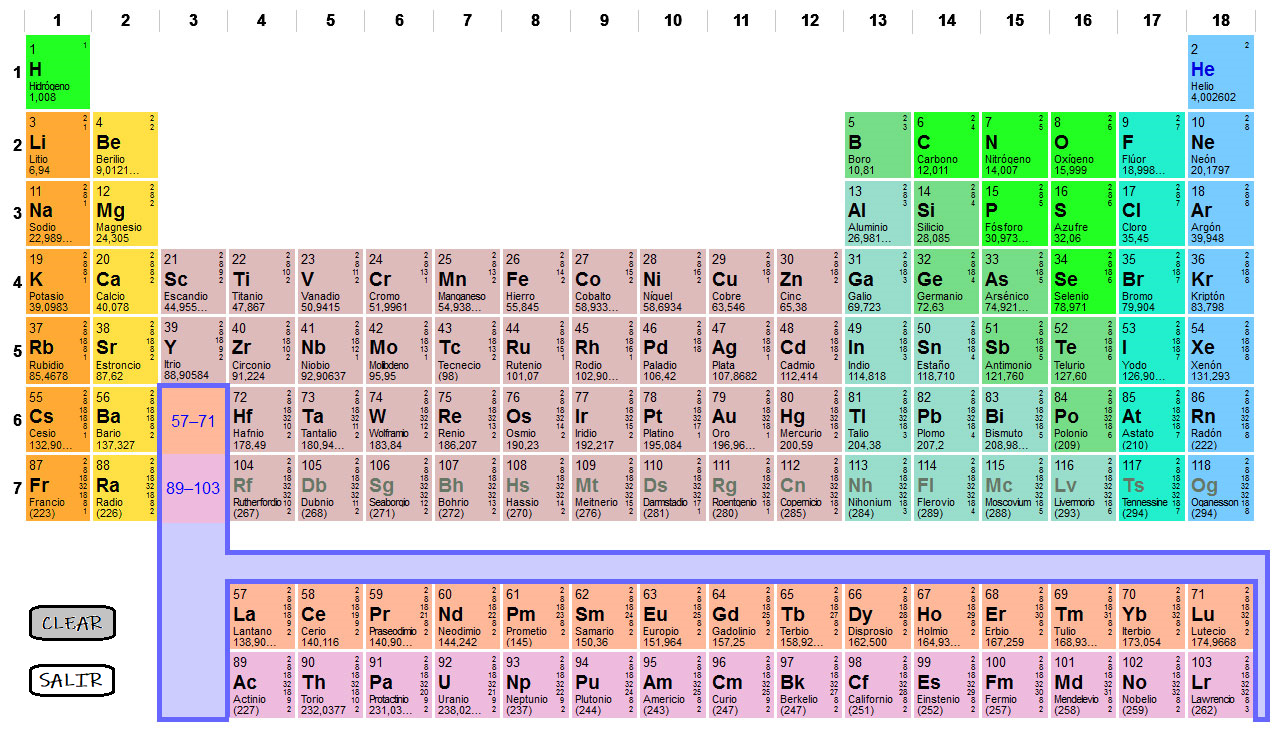 1 2 3 4 5 6 7 8 9 10 11 12 13 14 15 16 17 18
1 2
1 H He
Hidrógeno Helio
1,008 4,002602
3 4 5 6 7 8 9 10
2 Li Be B C N O F Ne
Litio Berilio Boro Carbono Nitrógeno Oxígeno Flúor Neón
6,94 9,0121... 10,81 12,011 14,007 15,999 18,998... 20,1797
11 12 13 14 15 16 17 18
3 Na Mg Al Si P S Cl Ar
Sodio Magnesio Aluminio Silicio Fósforo Azufre Cloro Argón
22,989... 24,305 26,981... 28,085 30,973... 32,06 35,45 39,948
19 20 21 22 23 24 25 26 27 28 29 30 31 32 33 34 35 36
4 K Ca Sc Ti V Cr Mn Fe Co Ni Cu Zn Ga Ge As Se Br Kr
Potasio Calcio Escandio Titanio Vanadio Cromo Manganeso Hierro Cobalto Níquel Cobre Cinc Galio Germanio Arsénico Selenio Bromo Kriptón
39,0983 40,078 44,955... 47,867 50,9415 51,9961 54,938... 55,845 58,933... 58,6934 63,546 65,38 69,723 72,63 74,921... 78,971 79,904 83,798
37 38 39 40 41 42 43 44 45 46 47 48 49 50 51 52 53 54
5 Rb Sr Y Zr Nb Mo Tc Ru Rh Pd Ag Cd In Sn Sb Te I Xe
Rubidio Estroncio Itrio Circonio Niobio Molibdeno Tecnecio Rutenio Rodio Paladio Plata Cadmio Indio Estaño Antimonio Telurio Yodo Xenón
85,4678 87,62 88,90584 91,224 92,90637 95,95 (98) 101,07 102,90... 106,42 107,8682 112,414 114,818 118,710 121,760 127,60 126,90... 131,293
55 56 72 73 74 75 76 77 78 79 80 81 82 83 84 85 86
6 Cs Ba 57–71 Hf Ta W Re Os Ir Pt Au Hg Tl Pb Bi Po At Rn
Cesio Bario Hafnio Tantalio Wolframio Renio Osmio Iridio Platino Oro Mercurio Talio Plomo Bismuto Polonio Astato Radón
132,90... 137,327 178,49 180,94... 183,84 186,207 190,23 192,217 195,084 196,96... 200,59 204,38 207,2 208,98... (209) (210) (222)
87 88 104 105 106 107 108 109 110 111 112 113 114 115 116 117 118
7 Fr Ra 89–103 Rf Db Sg Bh Hs Mt Ds Rg Cn Nh Fl Mc Lv Ts Og
Francio Radio Rutherfordio Dubnio Seaborgio Bohrio Hassio Meitnerio Darmstadio Roentgenio Copernicio Nihonium Flerovio Moscovium Livermorio Tennessine Oganesson
(223) (226) (267) (268) (271) (272) (270) (276) (281) (280) (285) (284) (289) (288) (293) (294) (294)
57 58 59 60 61 62 63 64 65 66 67 68 69 70 71
La Ce Pr Nd Pm Sm Eu Gd Tb Dy Ho Er Tm Yb Lu
CLEAR
Lantano Cerio Praseodimio Neodimio Prometio Samario Europio Gadolinio Terbio Disprosio Holmio Erbio Tulio Iterbio Lutecio
138,90... 140,116 140,90... 144,242 (145) 150,36 151,964 157,25 158,92... 162,500 164,93... 167,259 168,93... 173,054 174,9668
89 90 91 92 93 94 95 96 97 98 99 100 101 102 103
Ac Th Pa U Np Pu Am Cm Bk Cf Es Fm Md No Lr
SALIR
Actinio Torio Protactinio Uranio Neptunio Plutonio Americio Curio Berkelio Californio Einstenio Fermio Mendelevio Nobelio Lawrencio
(227) 232,0377 231,03... 238,02... (237) (244) (243) (247) (247) (251) (252) (257) (258) (259) (262)